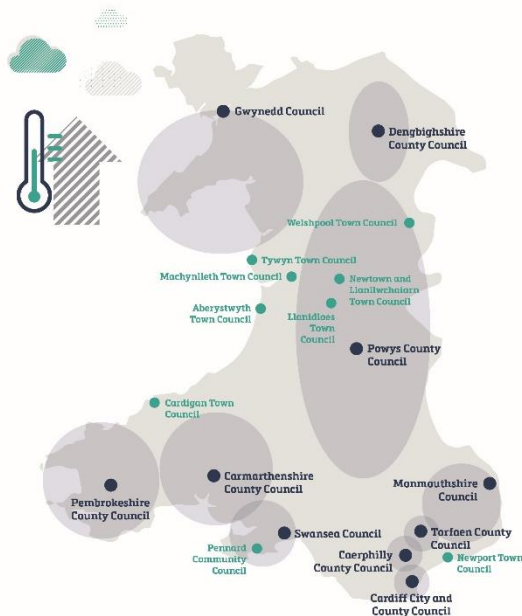 Gwynedd Council
Dengbighshire
County Council
Welshpool Town Council
Tywyn Town Council
Machynlleth Town Council
Newtown and
Llanllwchaiarn
Town Council
Aberystwyth
Town Council
Llanidloes
Town
Council
Powys County
Council
Cardigan Town
Council
Carmarthenshire
County Council
Monmouthshire
Council
Pembrokeshire
County Council
Swansea Council
Torfaen County
Council
Pennard
Community
Council
Caerphilly
County Council
Newport Town
Council
Cardiff City and
County Council